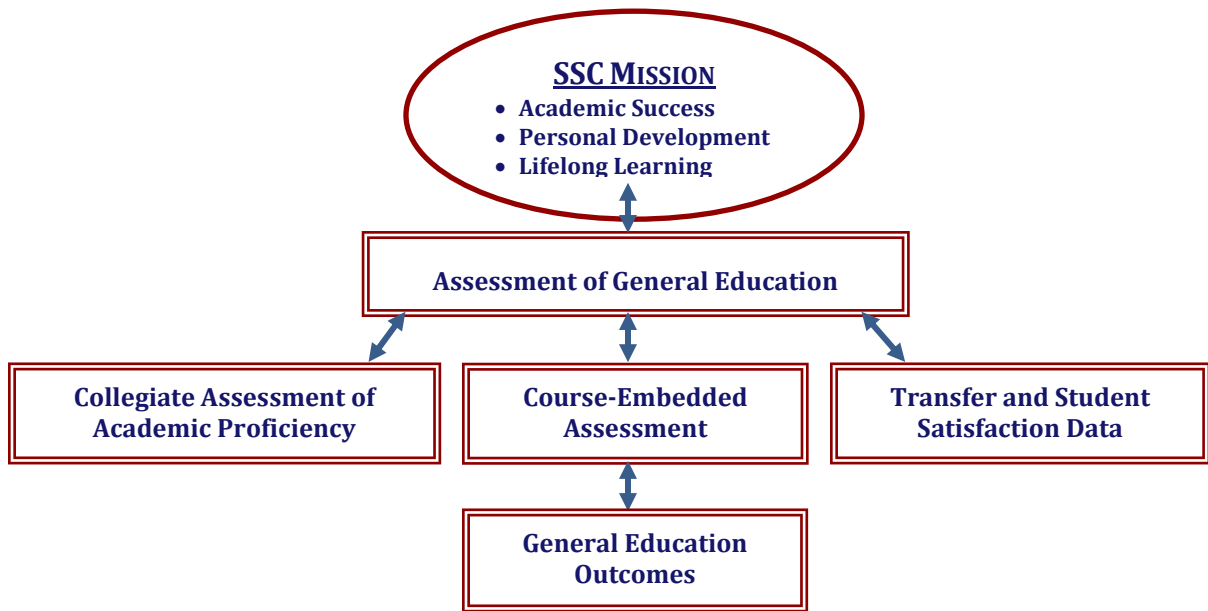 SSC MISSION
• Academic Success
• Personal Development
• Lifelong Learning
Assessment of General Education
Collegiate Assessment of
Academic Proficiency
Course-Embedded
Assessment
Transfer and Student
Satisfaction Data
General Education
Outcomes